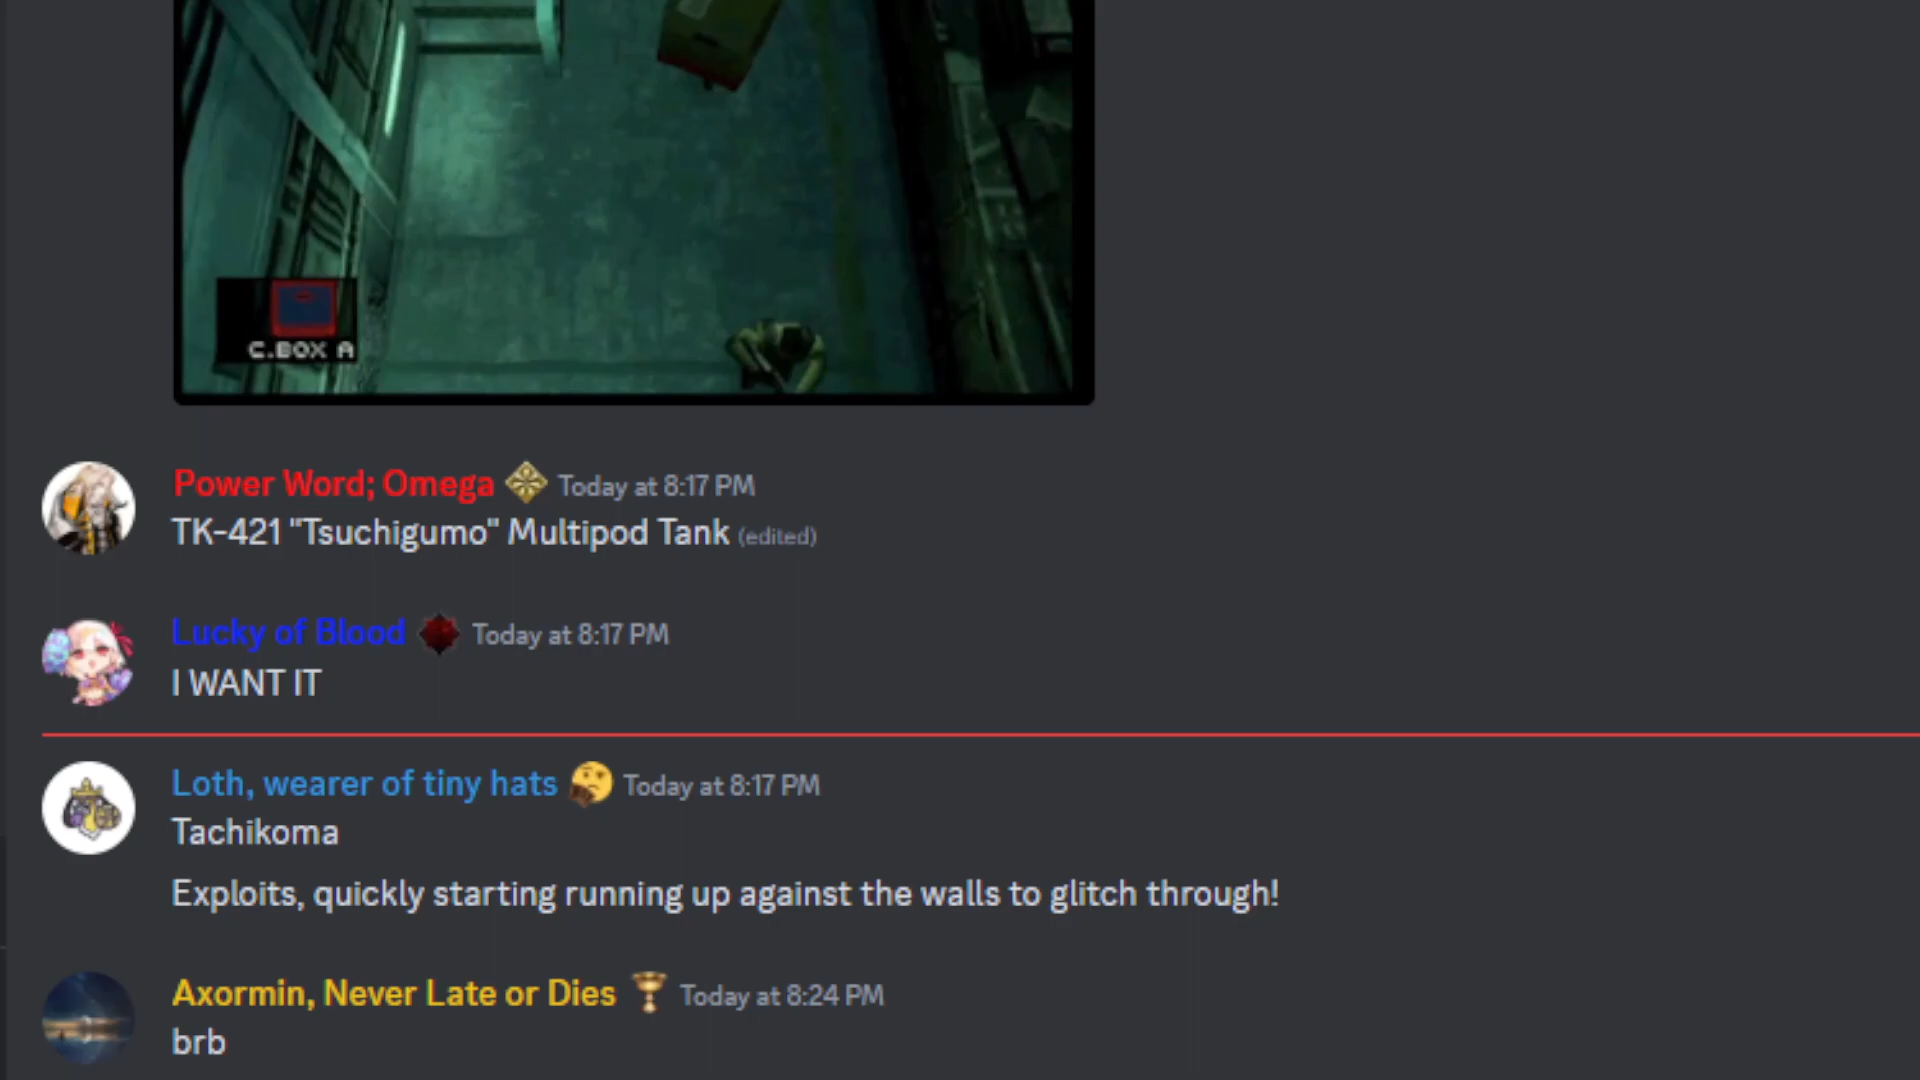 C.BOX A
Power Word; Omega Today at 8:17 PM
TK-421 "Tsuchigumo" Multipod Tank (edited)
Lucky of Blood Today at 8:17 PM
I WANT IT
Loth, wearer of tiny hats Today at 8:17 PM
Tachikoma
Exploits, quickly starting running up against the walls to glitch through!
Axormin, Never Late or Dies Today at 8:24 PM
brb